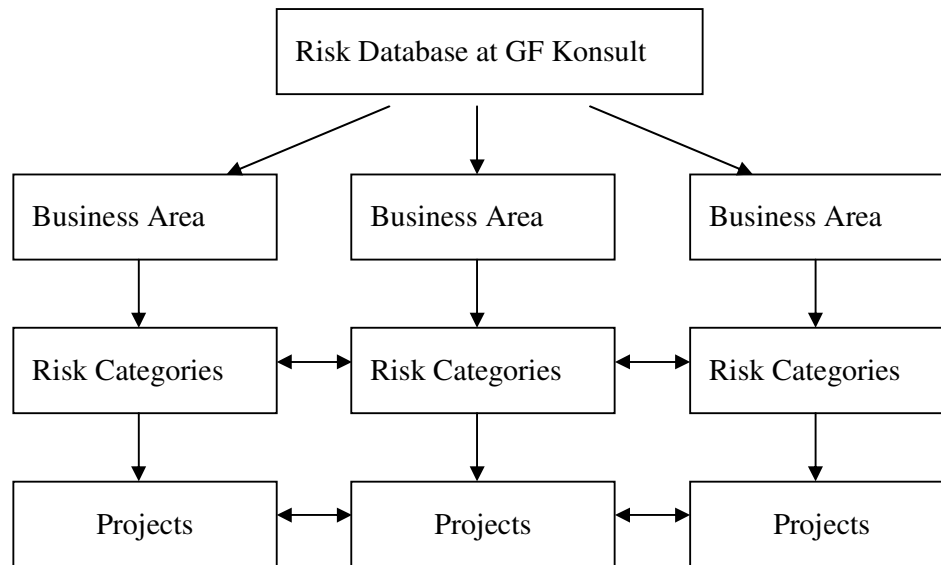 Risk Database at GF Konsult
Business Area
Business Area
Business Area
Risk Categories
Risk Categories
Risk Categories
Projects
Projects
Projects